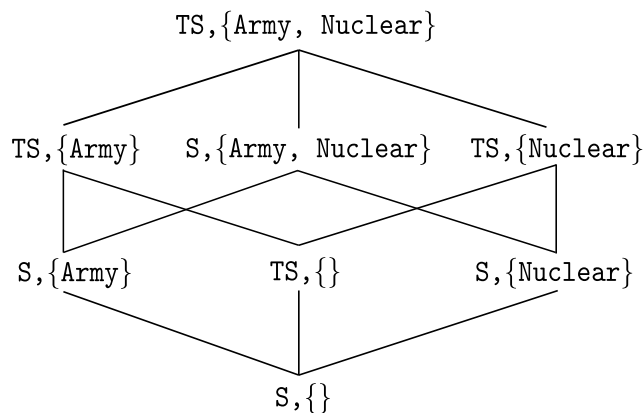 TS,{Army, Nuclear}
TS,{Army} S,{Army, Nuclear} TS,{Nuclear}
S,{Army} TS,{} S,{Nuclear}
S,{}